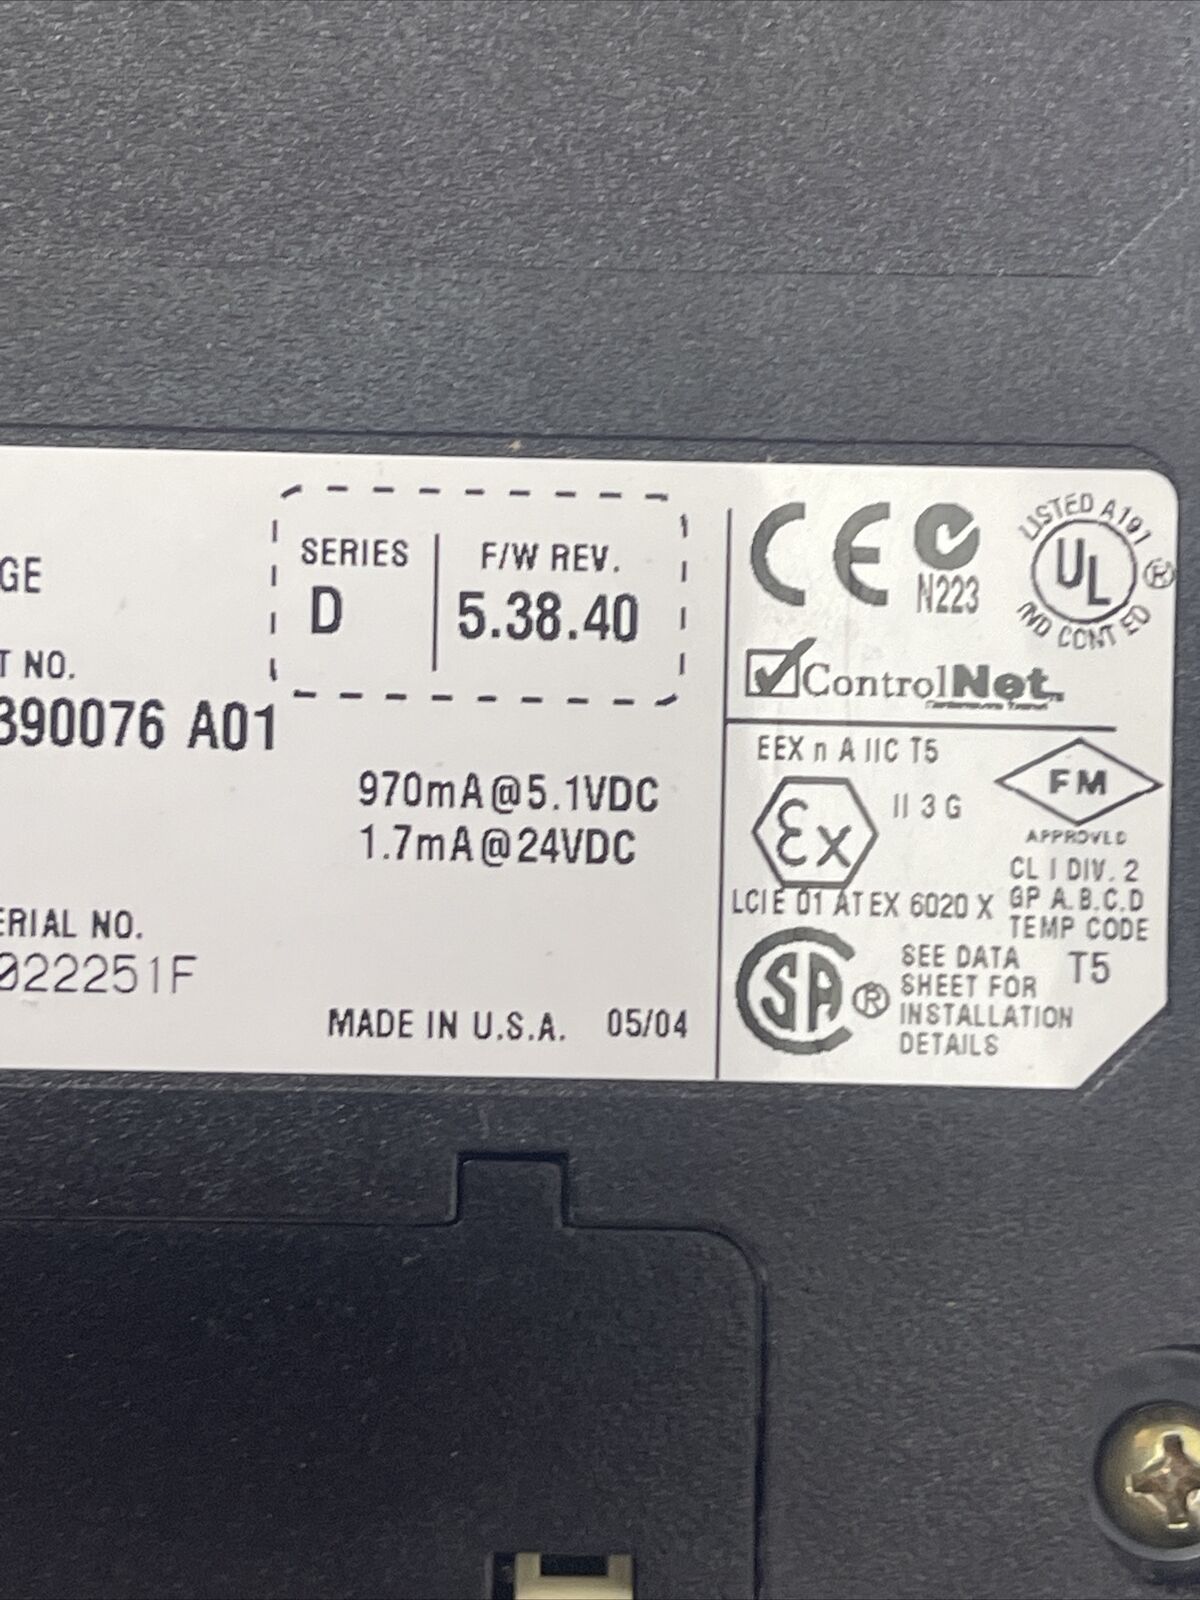 GE
SERIES
D
F/W REV.
5.38.40
T NO.
390076 A01
970mA@5.1VDC
1.7mA@24VDC
ERIAL NO.
022251F
MADE IN U.S.A. 05/04
CE
N223
LISTED A191
UL ®
IND CONT EQ
ControlNet
EEX n A IIC T5
Ex
II 3 G
LCIE 01 ATEX 6020 X
FM
APPROVED
CL I DIV. 2
GP A.B.C.D
TEMP CODE
T5
SA ®
SEE DATA
SHEET FOR
INSTALLATION
DETAILS